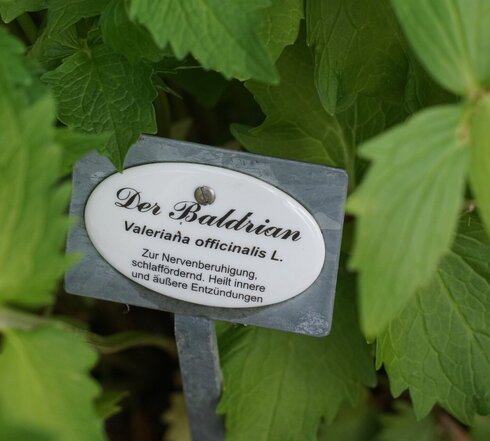 Der Baldrian
Valeriana officinalis L.
Zur Nervenberuhigung,
schlaffördernd. Heilt innere
und äußere Entzündungen